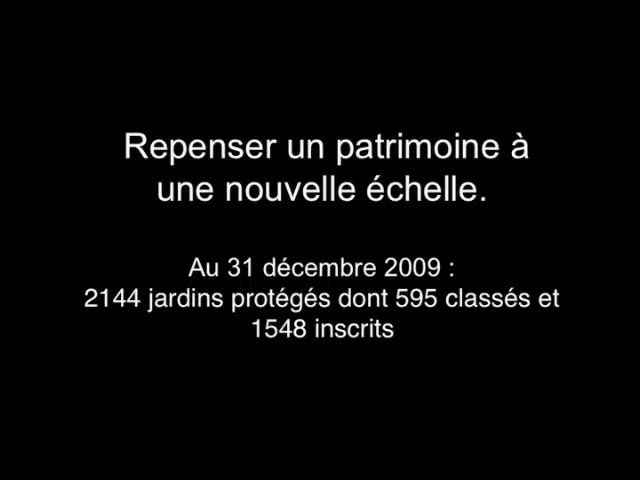 Repenser un patrimoine à
une nouvelle échelle.
Au 31 décembre 2009 :
2144 jardins protégés dont 595 classés et
1548 inscrits